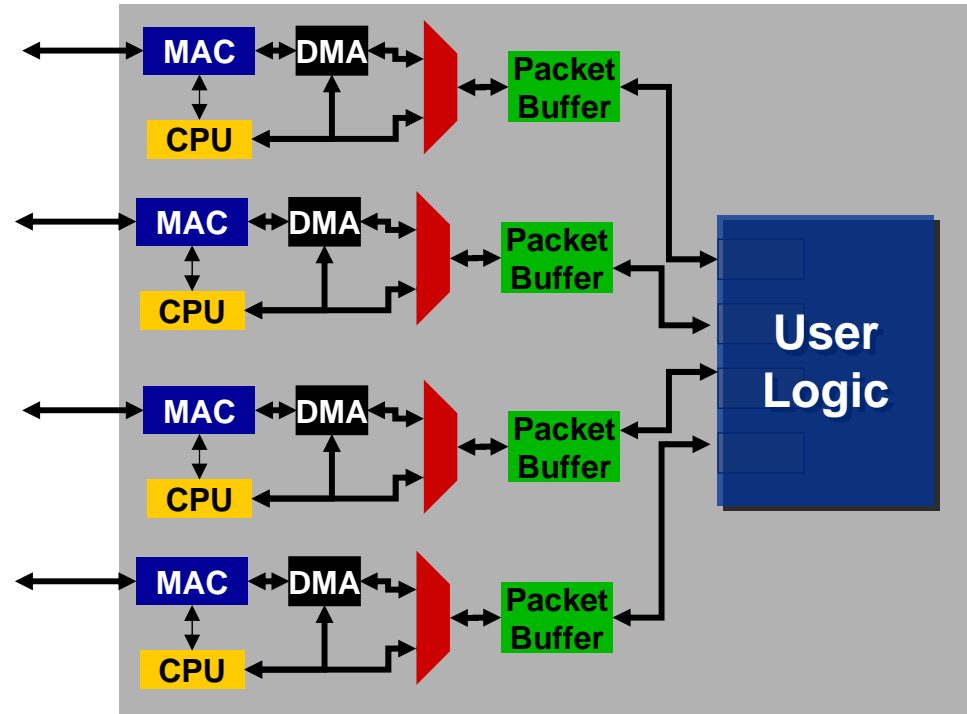 MAC
DMA
Packet
Buffer
CPU
MAC
DMA
Packet
Buffer
CPU
User
Logic
MAC
DMA
Packet
Buffer
CPU
MAC
DMA
Packet
Buffer
CPU